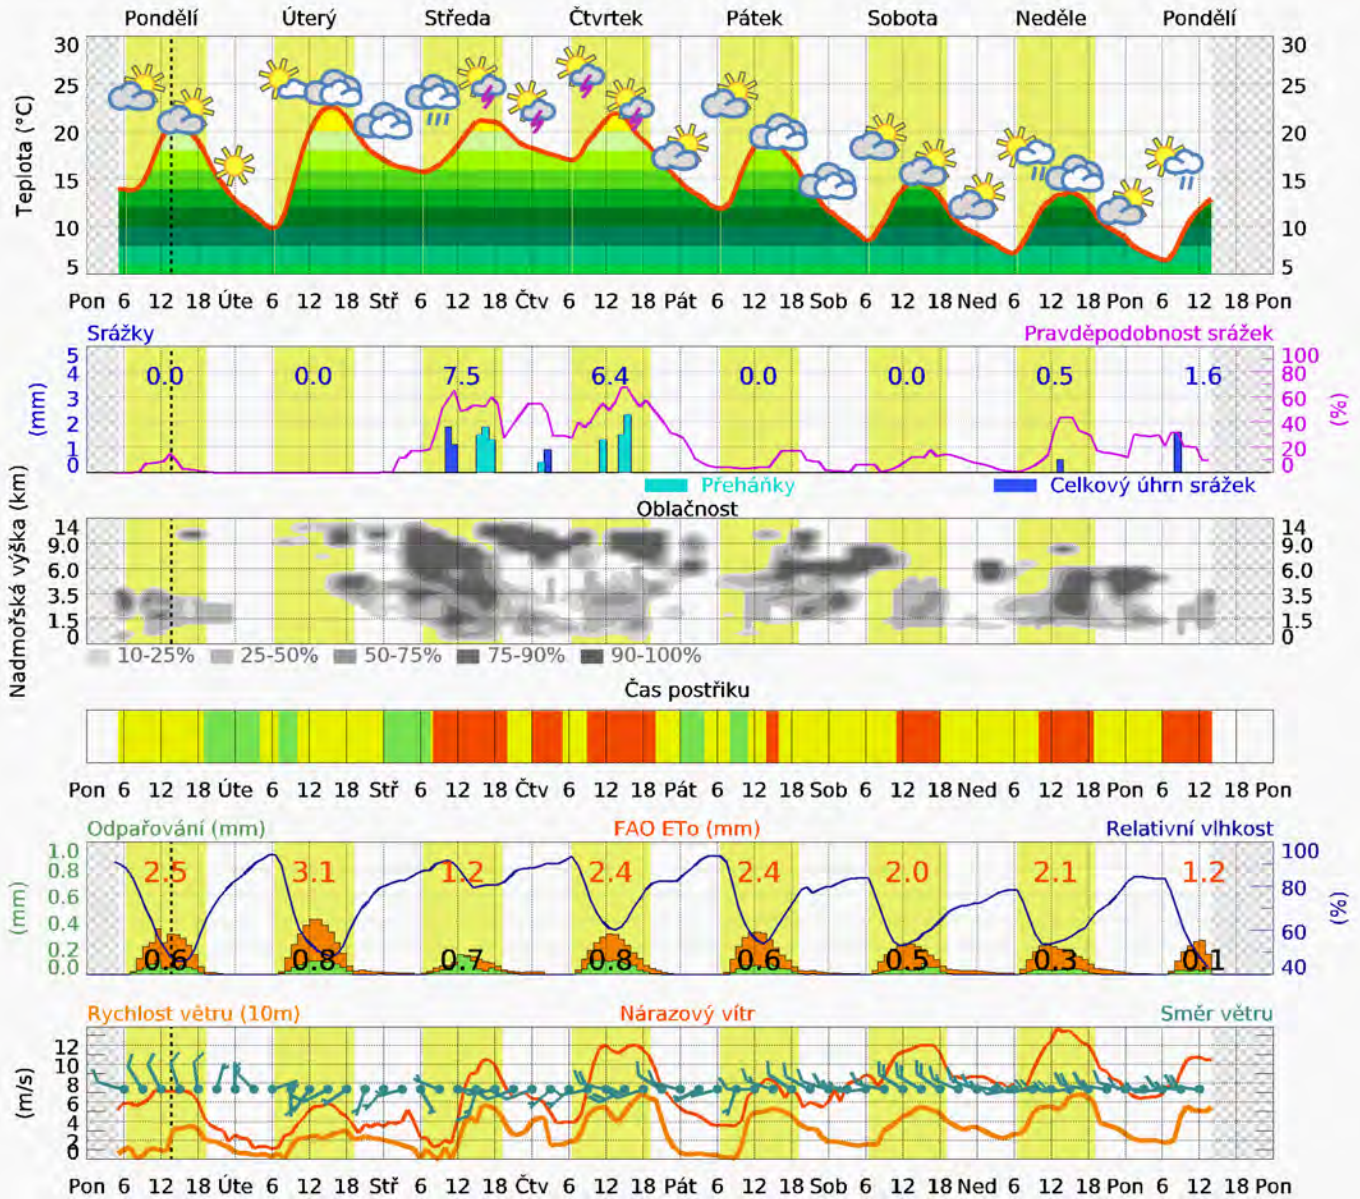 Pondělí Úterý Středa Čtvrtek Pátek Sobota Neděle Pondělí
Teplota (°C)
30 30
25 25
20 20
15 15
10 10
5 5
Pon 6 12 18 Úte 6 12 18 Stř 6 12 18 Čtv 6 12 18 Pát 6 12 18 Sob 6 12 18 Ned 6 12 18 Pon 6 12 18 Pon
Srážky Pravděpodobnost srážek
(mm) (%)
5 100
4 80
3 60
2 40
1 20
0 0
0.0 0.0 7.5 6.4 0.0 0.0 0.5 1.6
Přeháňky Celkový úhrn srážek
Oblačnost
Nadmořská výška (km)
14 14
9.0 9.0
6.0 6.0
3.5 3.5
1.5 1.5
0 0
10-25% 25-50% 50-75% 75-90% 90-100%
Čas postřiku
Pon 6 12 18 Úte 6 12 18 Stř 6 12 18 Čtv 6 12 18 Pát 6 12 18 Sob 6 12 18 Ned 6 12 18 Pon 6 12 18 Pon
Odpařování (mm) FAO ETo (mm) Relativní vlhkost
(mm) (%)
1.0 100
0.8 80
0.6 60
0.4 40
0.2
0.0
2.5 3.1 1.2 2.4 2.4 2.0 2.1 1.2
0.6 0.8 0.7 0.8 0.6 0.5 0.3 0.1
Rychlost větru (10m) Nárazový vítr Směr větru
(m/s)
12
10
8
6
4
2
0
Pon 6 12 18 Úte 6 12 18 Stř 6 12 18 Čtv 6 12 18 Pát 6 12 18 Sob 6 12 18 Ned 6 12 18 Pon 6 12 18 Pon